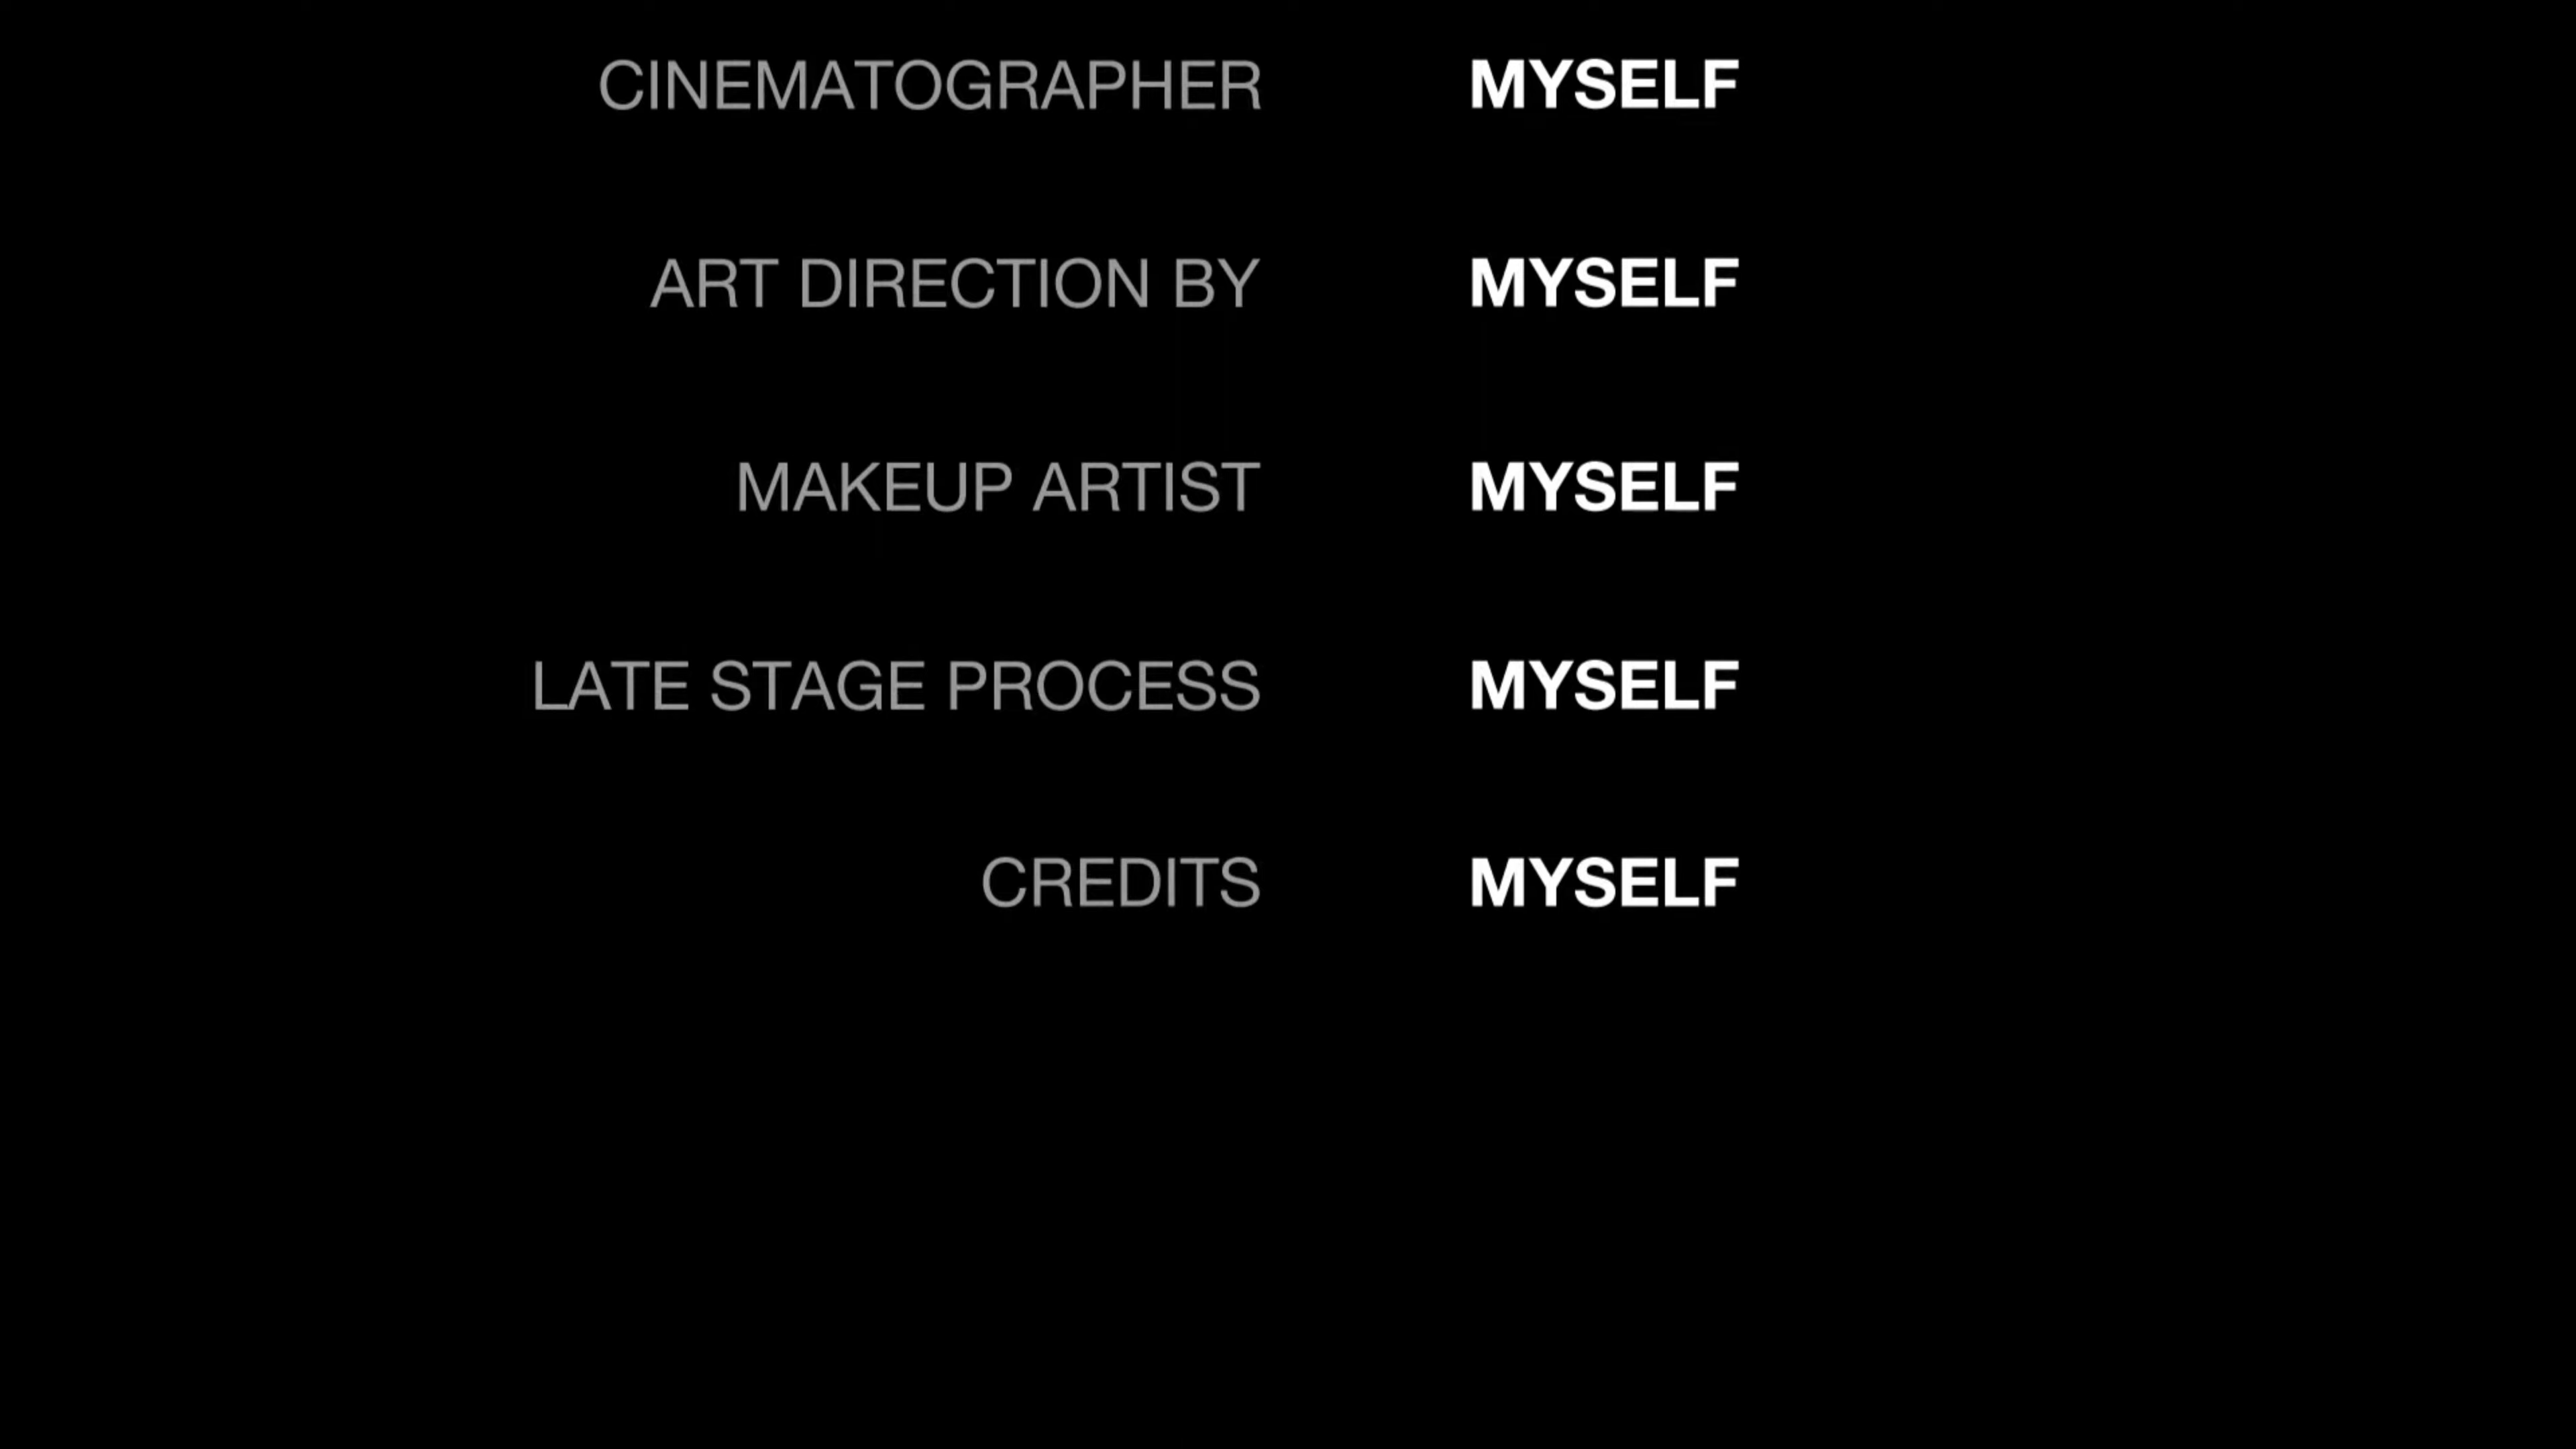 CINEMATOGRAPHER MYSELF
ART DIRECTION BY MYSELF
MAKEUP ARTIST MYSELF
LATE STAGE PROCESS MYSELF
CREDITS MYSELF